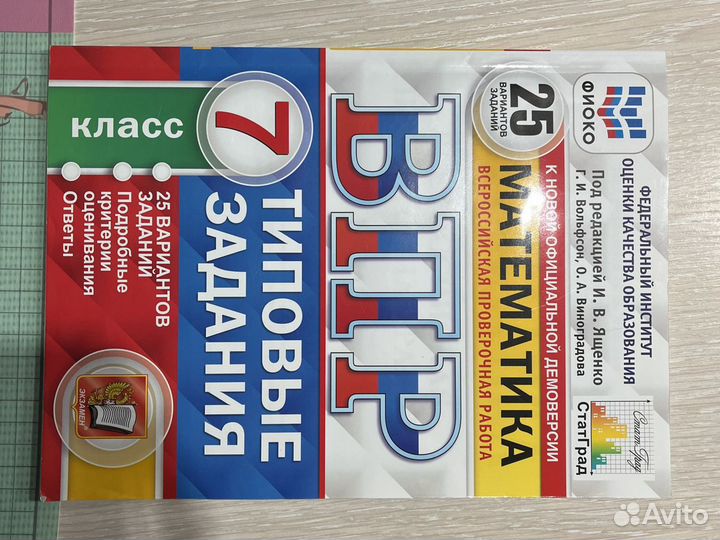 ФИОКО
ФЕДЕРАЛЬНЫЙ ИНСТИТУТ
ОЦЕНКИ КАЧЕСТВА ОБРАЗОВАНИЯ
Под редакцией И. В. Ященко
Г. И. Вольфсон, О. А. Виноградова
СтатГрад
СтатГрад
25
ВАРИАНТОВ
ЗАДАНИЙ
К НОВОЙ ОФИЦИАЛЬНОЙ ДЕМОВЕРСИИ
МАТЕМАТИКА
ВСЕРОССИЙСКАЯ ПРОВЕРОЧНАЯ РАБОТА
ВПР
7
ТИПОВЫЕ
ЗАДАНИЯ
КЛАСС
25 ВАРИАНТОВ
ЗАДАНИЙ
Подробные
критерии
оценивания
Ответы
ЭКЗАМЕН
Avito